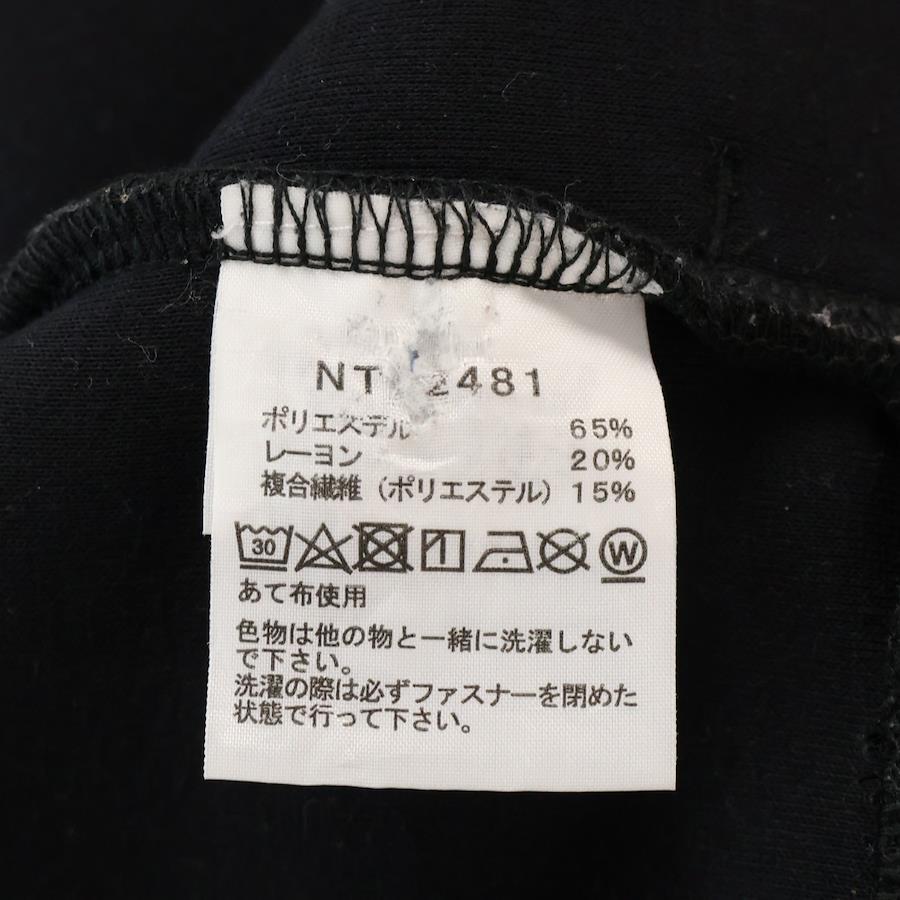 NT 2481
ポリエステル 65%
レーヨン 20%
複合繊維（ポリエステル）15%
30 W
あて布使用
色物は他の物と一緒に洗濯しない
で下さい。
洗濯の際は必ずファスナーを閉めた
状態で行って下さい。